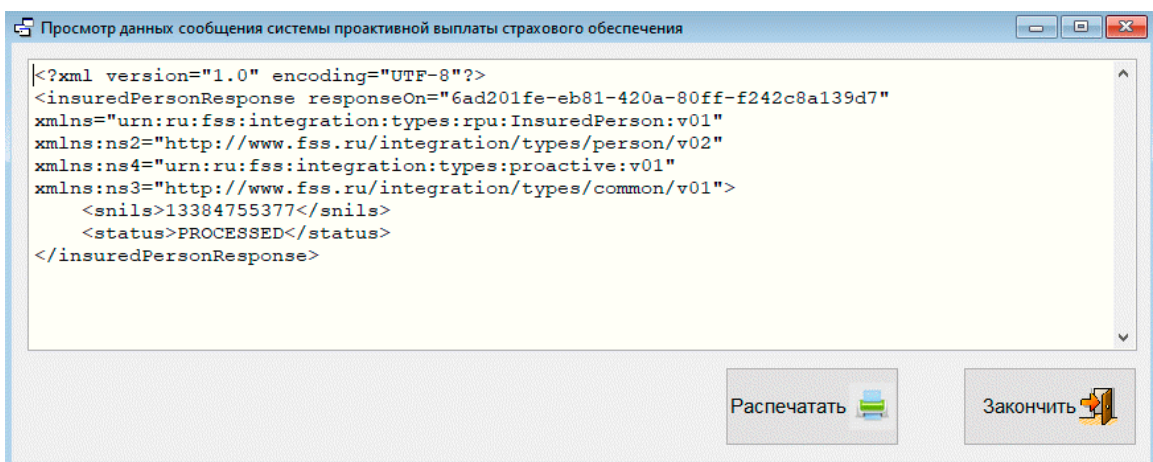 Просмотр данных сообщения системы проактивной выплаты страхового обеспечения
<?xml version="1.0" encoding="UTF-8"?>
<insuredPersonResponse responseOn="6ad201fe-eb81-420a-80ff-f242c8a139d7"
xmlns="urn:ru:fss:integration:types:rpu:InsuredPerson:v01"
xmlns:ns2="http://www.fss.ru/integration/types/person/v02"
xmlns:ns4="urn:ru:fss:integration:types:proactive:v01"
xmlns:ns3="http://www.fss.ru/integration/types/common/v01">
    <snils>13384755377</snils>
    <status>PROCESSED</status>
</insuredPersonResponse>
Распечатать
Закончить